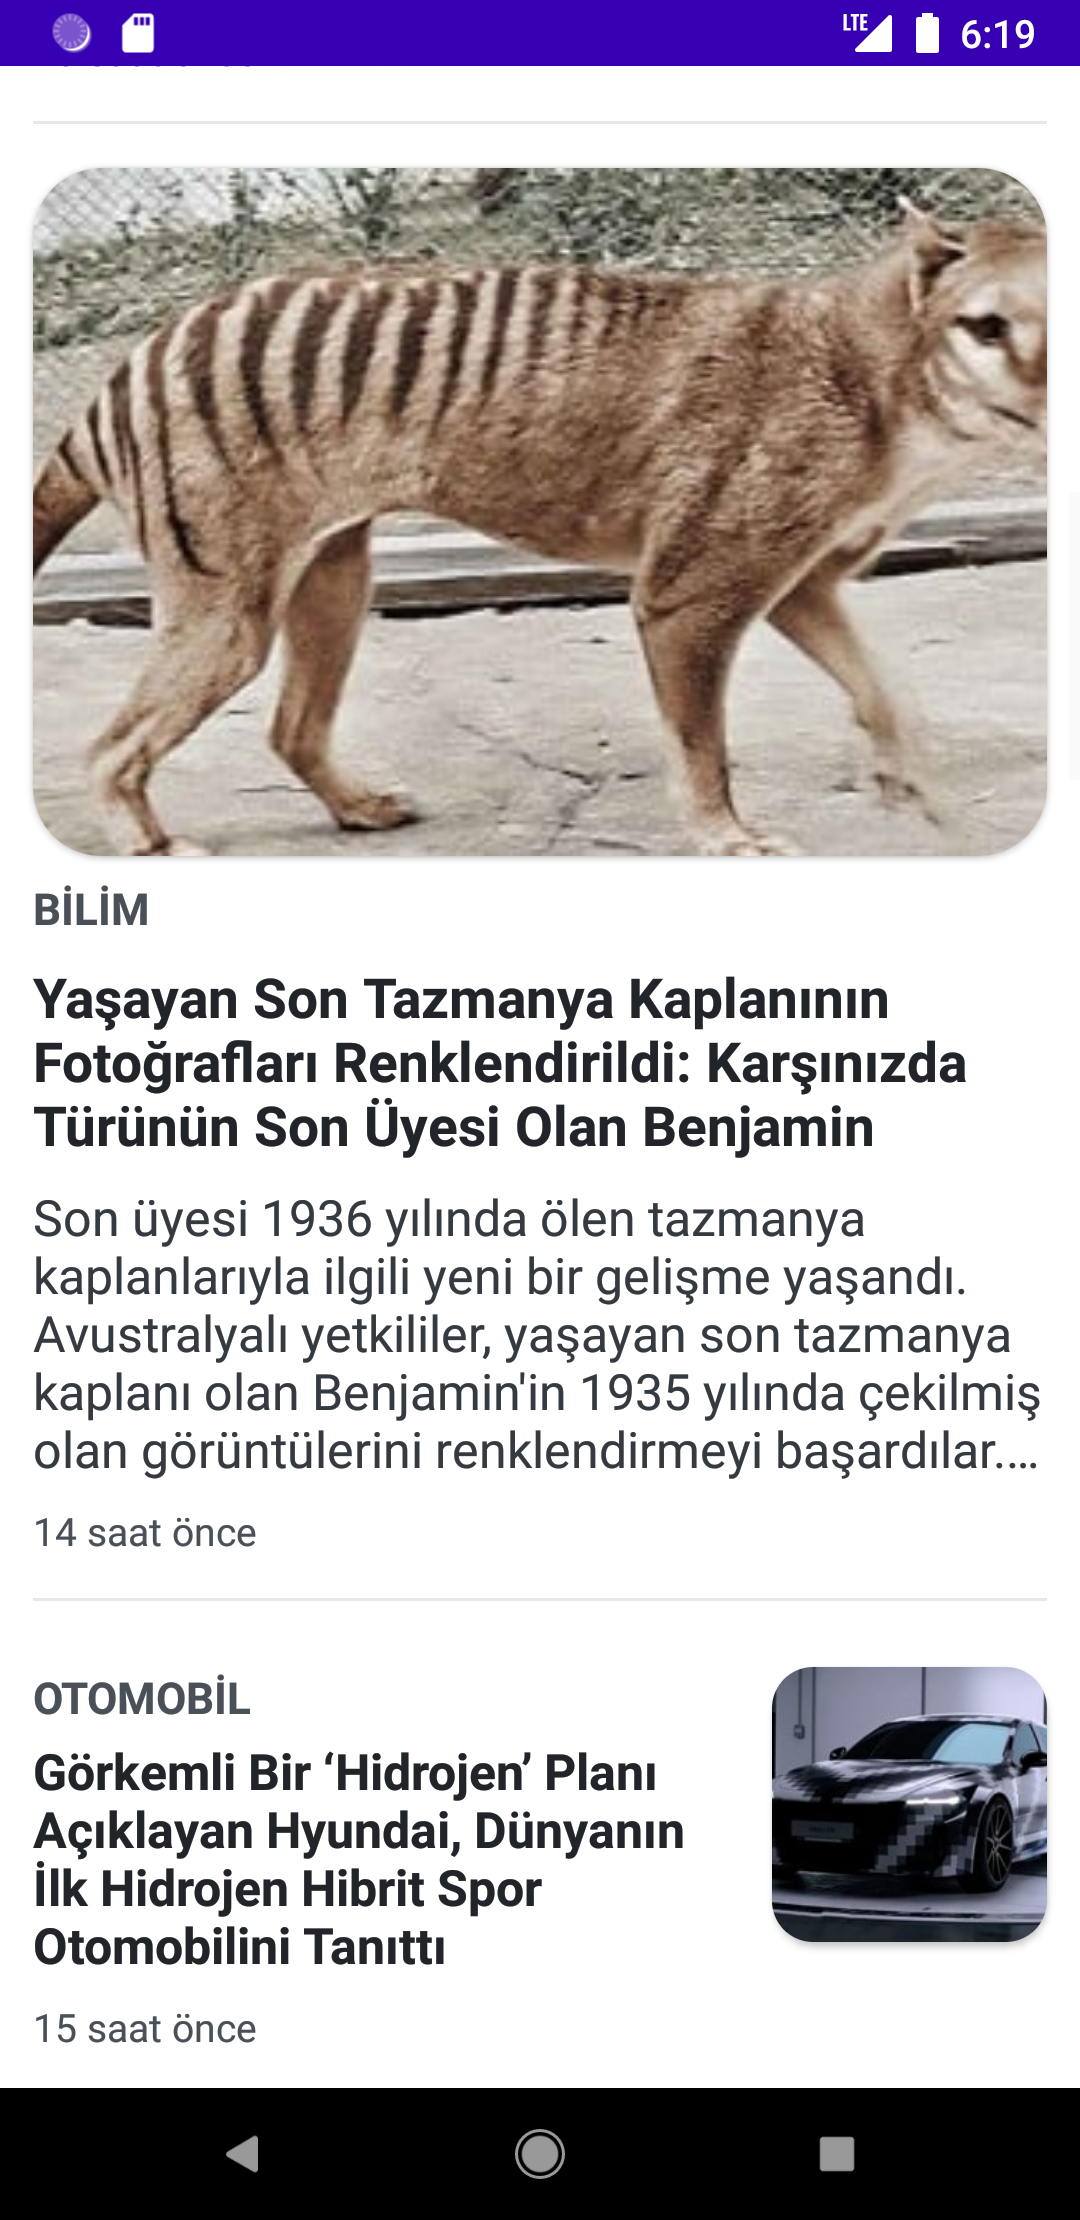 LTE 6:19
BİLİM
Yaşayan Son Tazmanya Kaplanının
Fotoğrafları Renklendirildi: Karşınızda
Türünün Son Üyesi Olan Benjamin
Son üyesi 1936 yılında ölen tazmanya
kaplanlarıyla ilgili yeni bir gelişme yaşandı.
Avustralyalı yetkililer, yaşayan son tazmanya
kaplanı olan Benjamin'in 1935 yılında çekilmiş
olan görüntülerini renklendirmeyi başardılar....
14 saat önce
OTOMOBİL
Görkemli Bir ‘Hidrojen’ Planı
Açıklayan Hyundai, Dünyanın
İlk Hidrojen Hibrit Spor
Otomobilini Tanıttı
15 saat önce